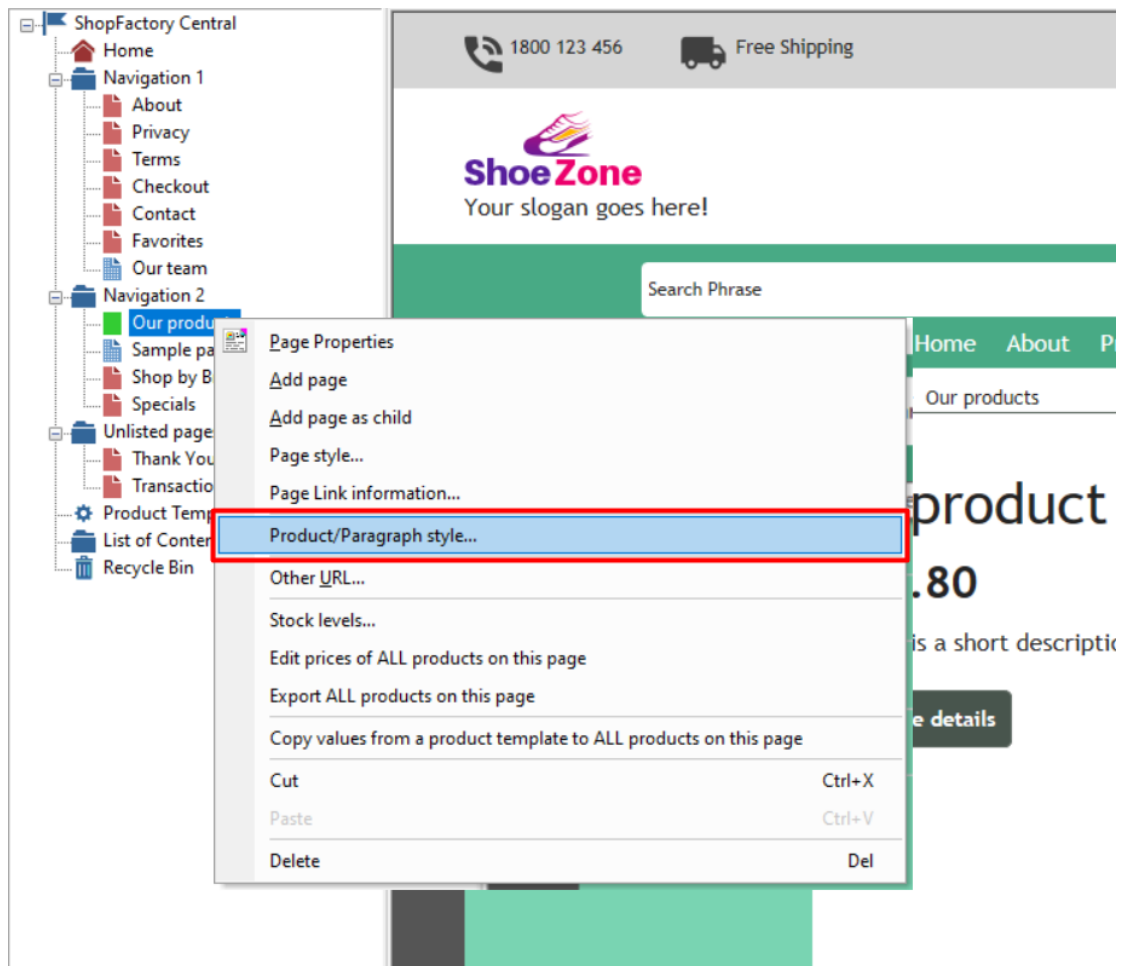 ShopFactory Central
Home
Navigation 1
About
Privacy
Terms
Checkout
Contact
Favorites
Our team
Navigation 2
Our produ
Sample pa
Shop by B
Specials
Unlisted page
Thank You
Transactio
Product Temp
List of Conten
Recycle Bin
Page Properties
Add page
Add page as child
Page style...
Page Link information...
Product/Paragraph style...
Other URL...
Stock levels...
Edit prices of ALL products on this page
Export ALL products on this page
Copy values from a product template to ALL products on this page
Cut Ctrl+X
Paste Ctrl+V
Delete Del
1800 123 456 Free Shipping
ShoeZone
Your slogan goes here!
Search Phrase
Home About P
Our products
product
.80
is a short descriptio
e details